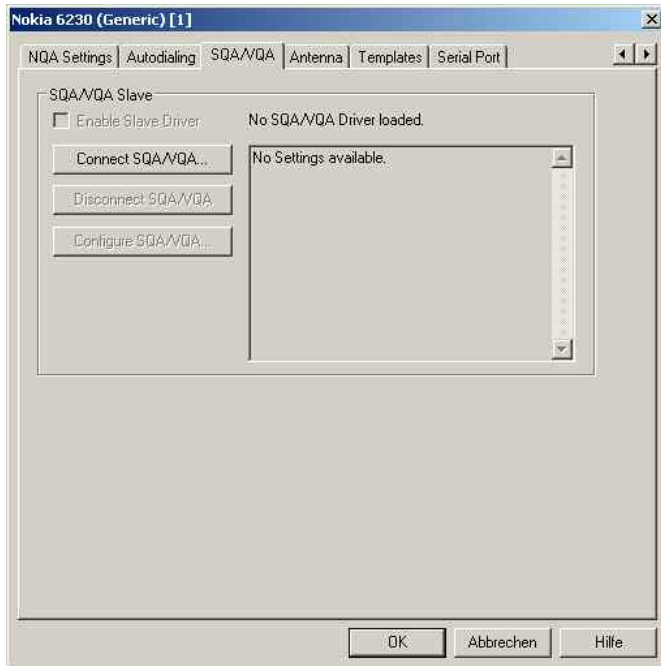 Nokia 6230 (Generic) [1]
NQA Settings Autodialing SQA/VQA Antenna Templates Serial Port
SQA/VQA Slave
Enable Slave Driver No SQA/VQA Driver loaded.
Connect SQA/VQA... No Settings available.
Disconnect SQA/VQA
Configure SQA/VQA...
OK Abbrechen Hilfe